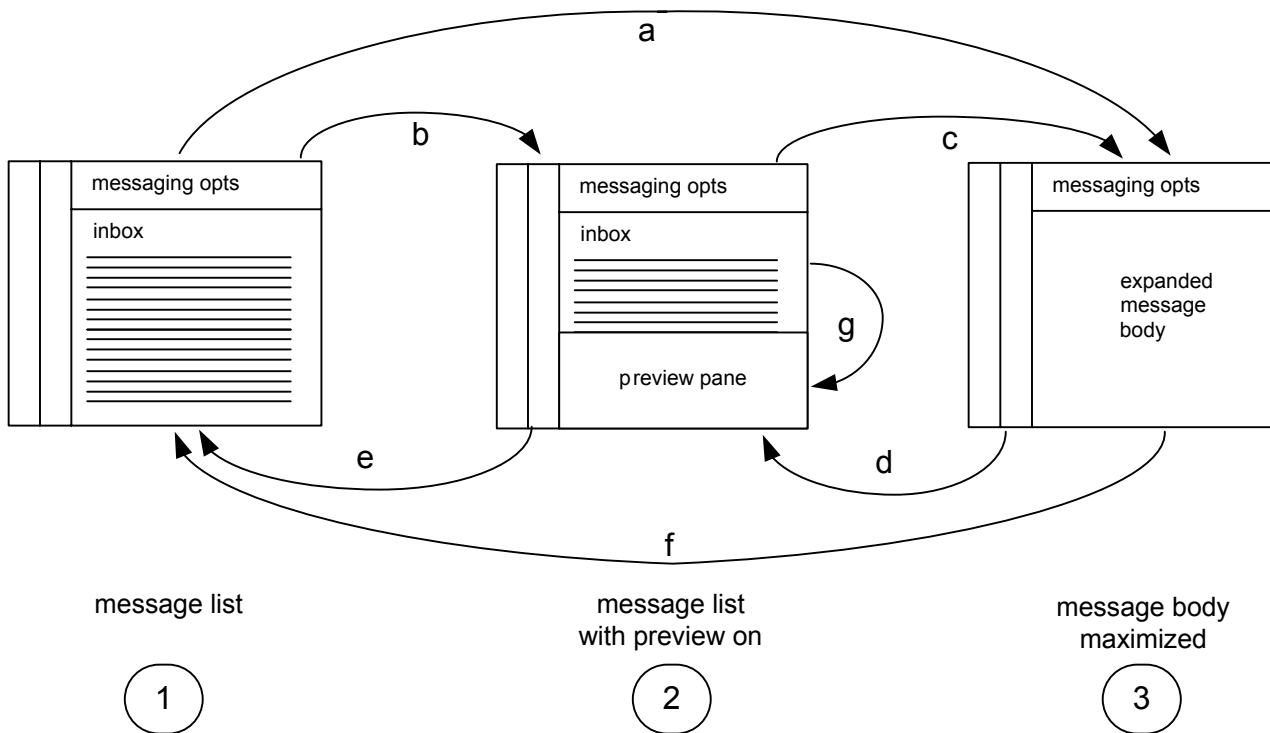 a
b
c
messaging opts
inbox
messaging opts
inbox
preview pane
g
messaging opts
expanded
message
body
e
d
f
message list
message list
with preview on
message body
maximized
1
2
3